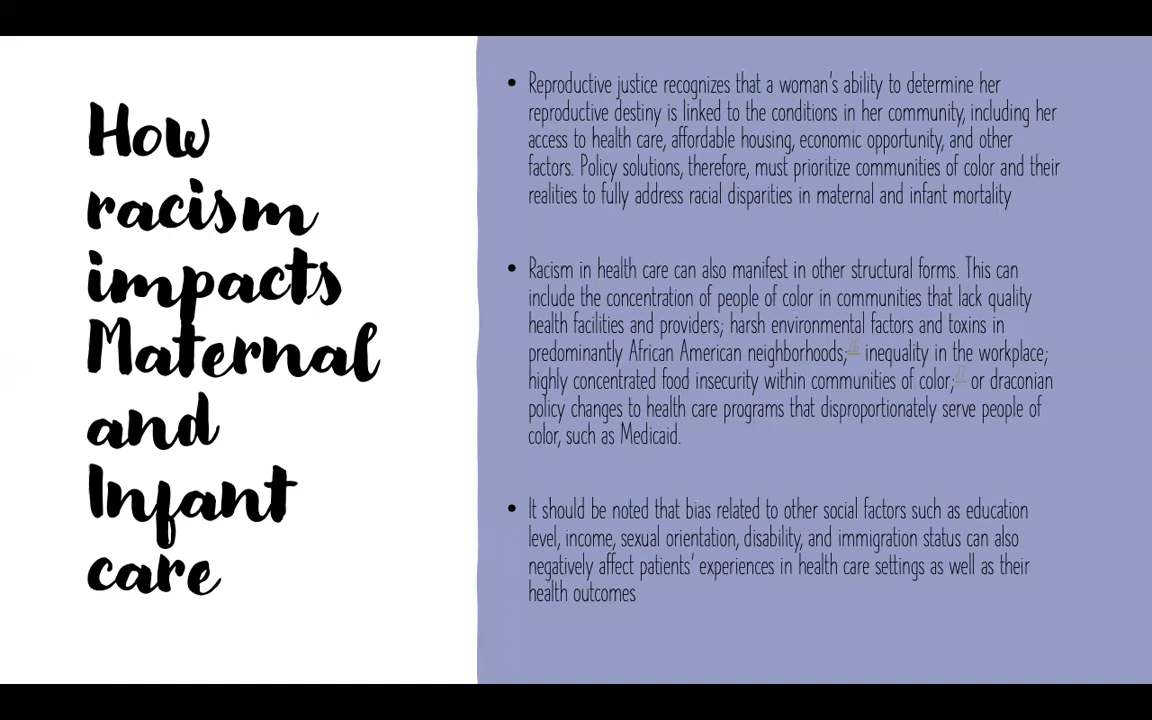 How
racism
impacts
Maternal
and
Infant
care
• Reproductive justice recognizes that a woman's ability to determine her
reproductive destiny is linked to the conditions in her community, including her
access to health care, affordable housing, economic opportunity, and other
factors. Policy solutions, therefore, must prioritize communities of color and their
realities to fully address racial disparities in maternal and infant mortality
• Racism in health care can also manifest in other structural forms. This can
include the concentration of people of color in communities that lack quality
health facilities and providers; harsh environmental factors and toxins in
predominantly African American neighborhoods; inequality in the workplace;
highly concentrated food insecurity within communities of color; or draconian
policy changes to health care programs that disproportionately serve people of
color, such as Medicaid.
• It should be noted that bias related to other social factors such as education
level, income, sexual orientation, disability, and immigration status can also
negatively affect patients' experiences in health care settings as well as their
health outcomes